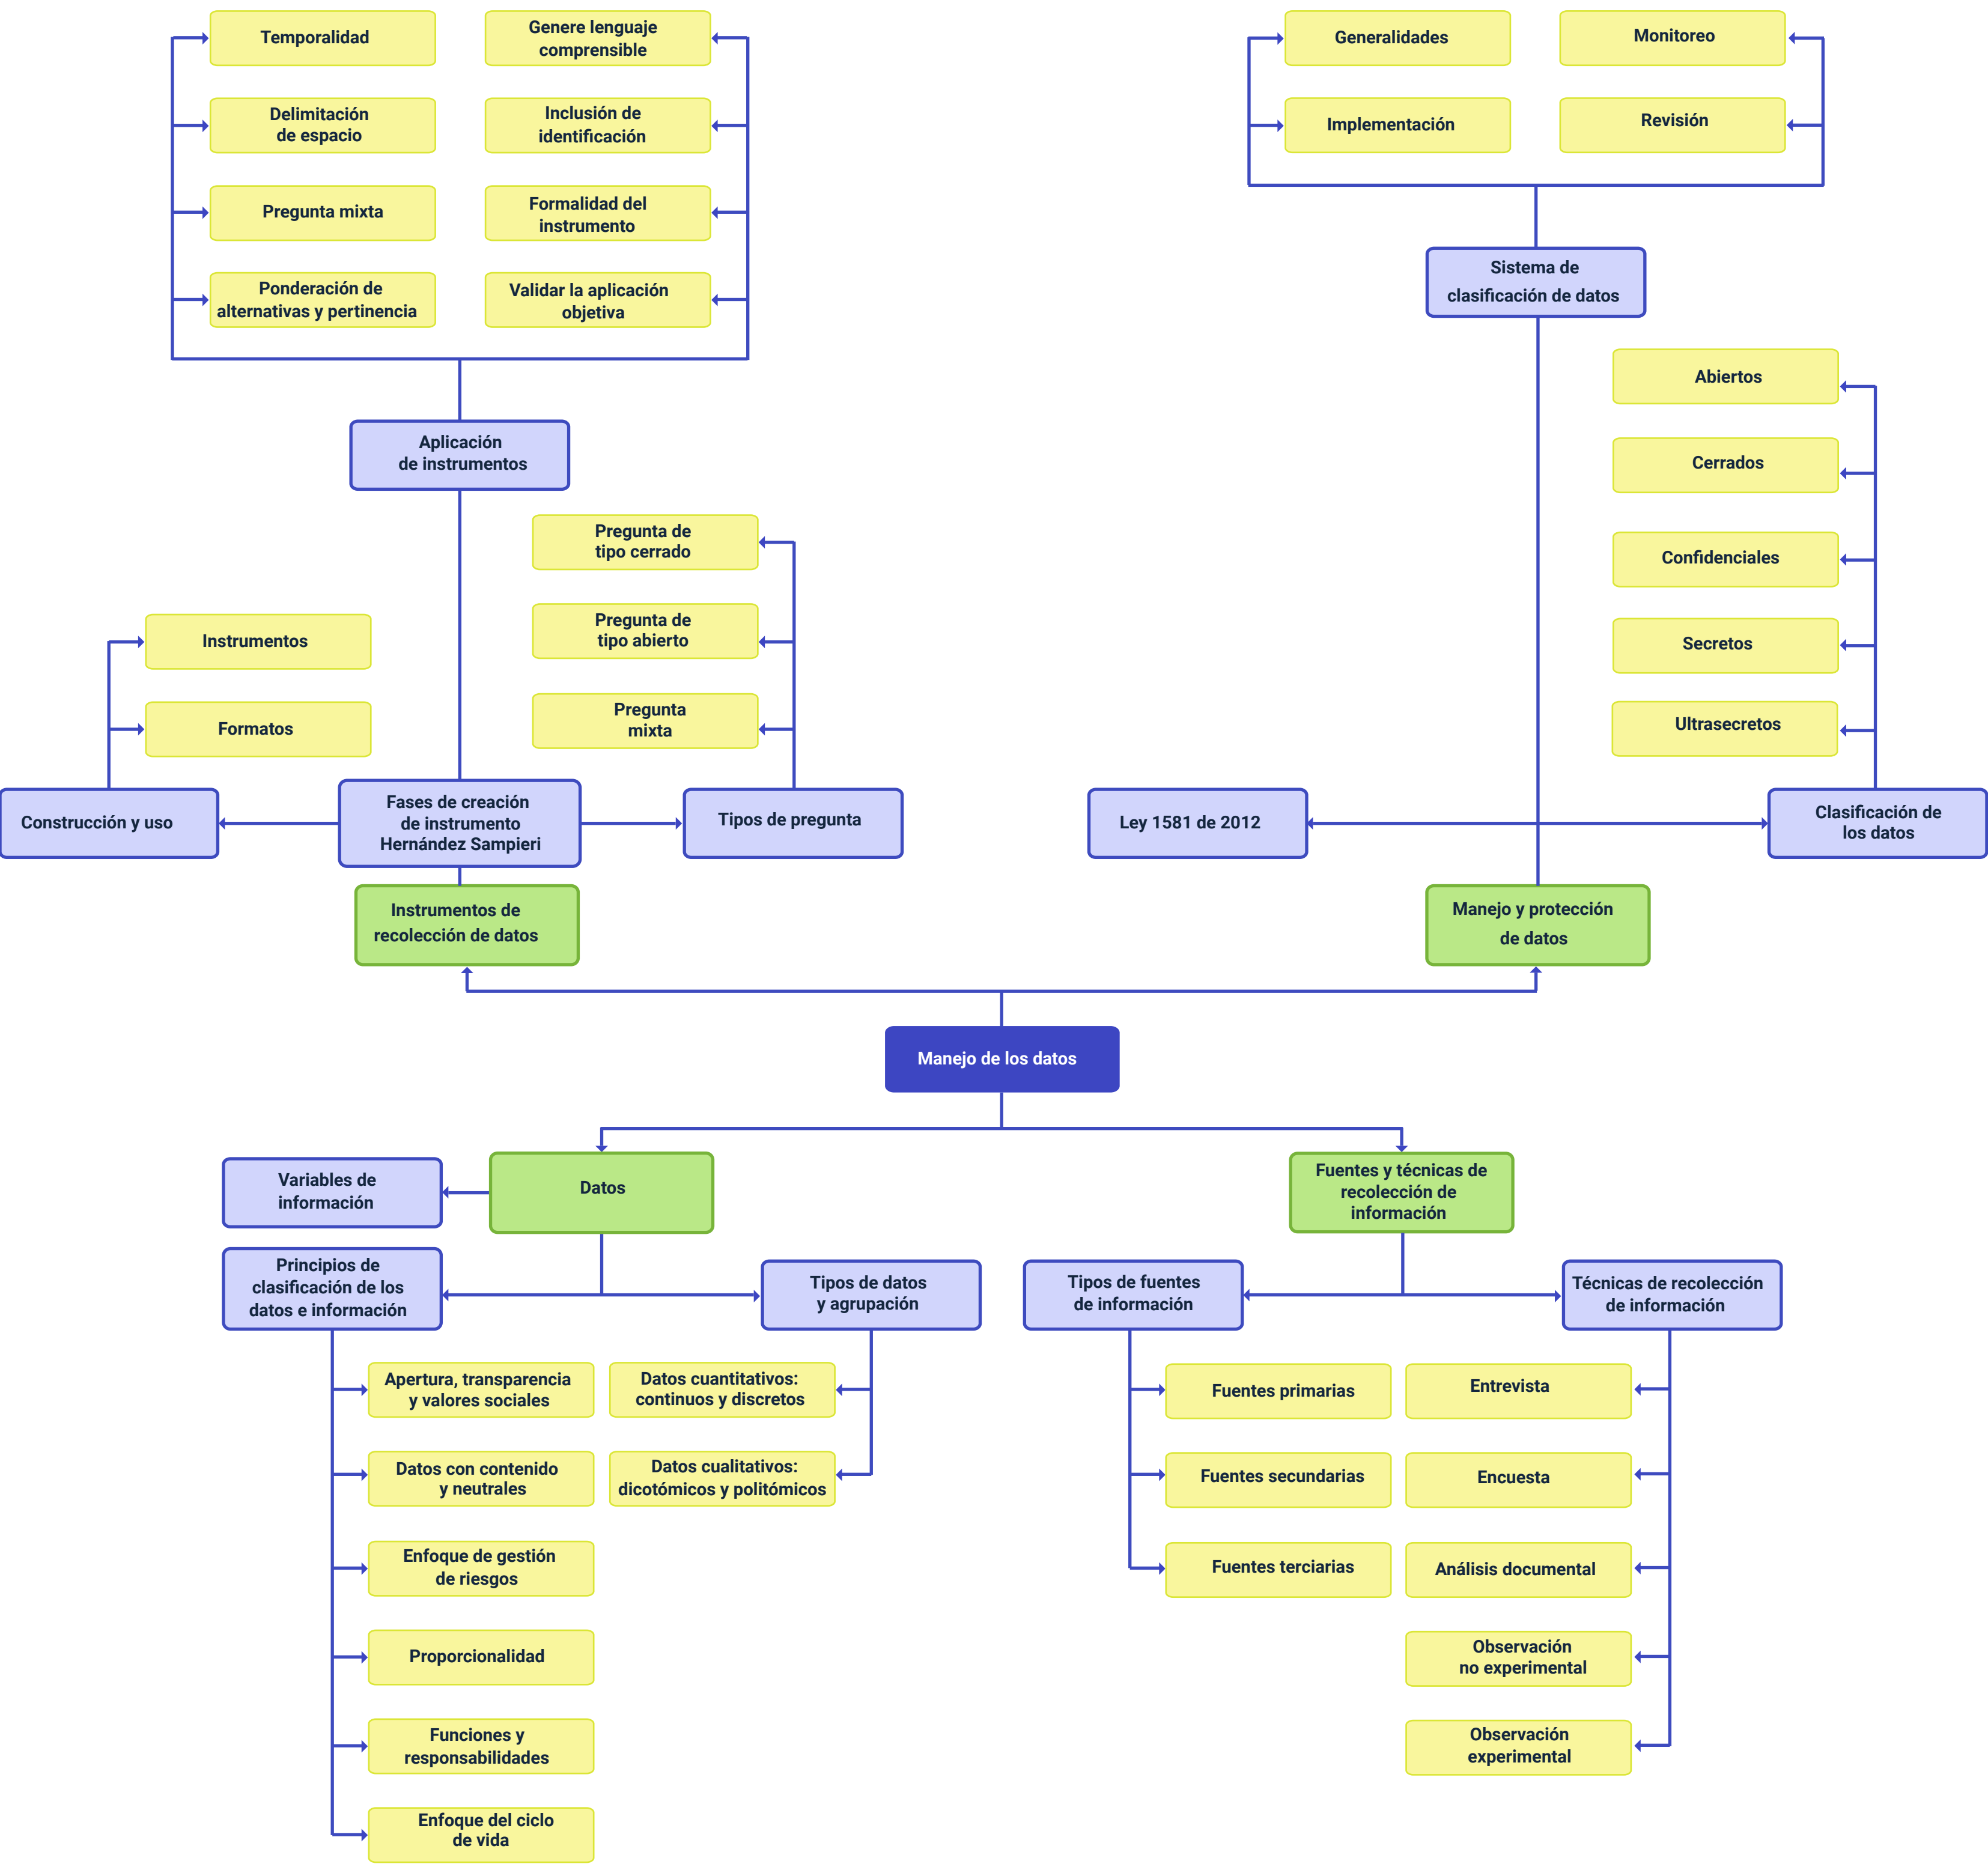 Temporalidad
Genere lenguaje
comprensible
Delimitación
de espacio
Inclusión de
identificación
Pregunta mixta
Formalidad del
instrumento
Ponderación de
alternativas y pertinencia
Validar la aplicación
objetiva
Aplicación
de instrumentos
Pregunta de
tipo cerrado
Pregunta de
tipo abierto
Pregunta
mixta
Instrumentos
Formatos
Construcción y uso
Fases de creación
de instrumento
Hernández Sampieri
Tipos de pregunta
Instrumentos de
recolección de datos
Generalidades
Monitoreo
Implementación
Revisión
Sistema de
clasificación de datos
Abiertos
Cerrados
Confidenciales
Secretos
Ultrasecretos
Ley 1581 de 2012
Clasificación de
los datos
Manejo y protección
de datos
Manejo de los datos
Variables de
información
Datos
Principios de
clasificación de los
datos e información
Tipos de datos
y agrupación
Apertura, transparencia
y valores sociales
Datos con contenido
y neutrales
Enfoque de gestión
de riesgos
Proporcionalidad
Funciones y
responsabilidades
Enfoque del ciclo
de vida
Datos cuantitativos:
continuos y discretos
Datos cualitativos:
dicotómicos y politómicos
Fuentes y técnicas de
recolección de
información
Tipos de fuentes
de información
Técnicas de recolección
de información
Fuentes primarias
Fuentes secundarias
Fuentes terciarias
Entrevista
Encuesta
Análisis documental
Observación
no experimental
Observación
experimental